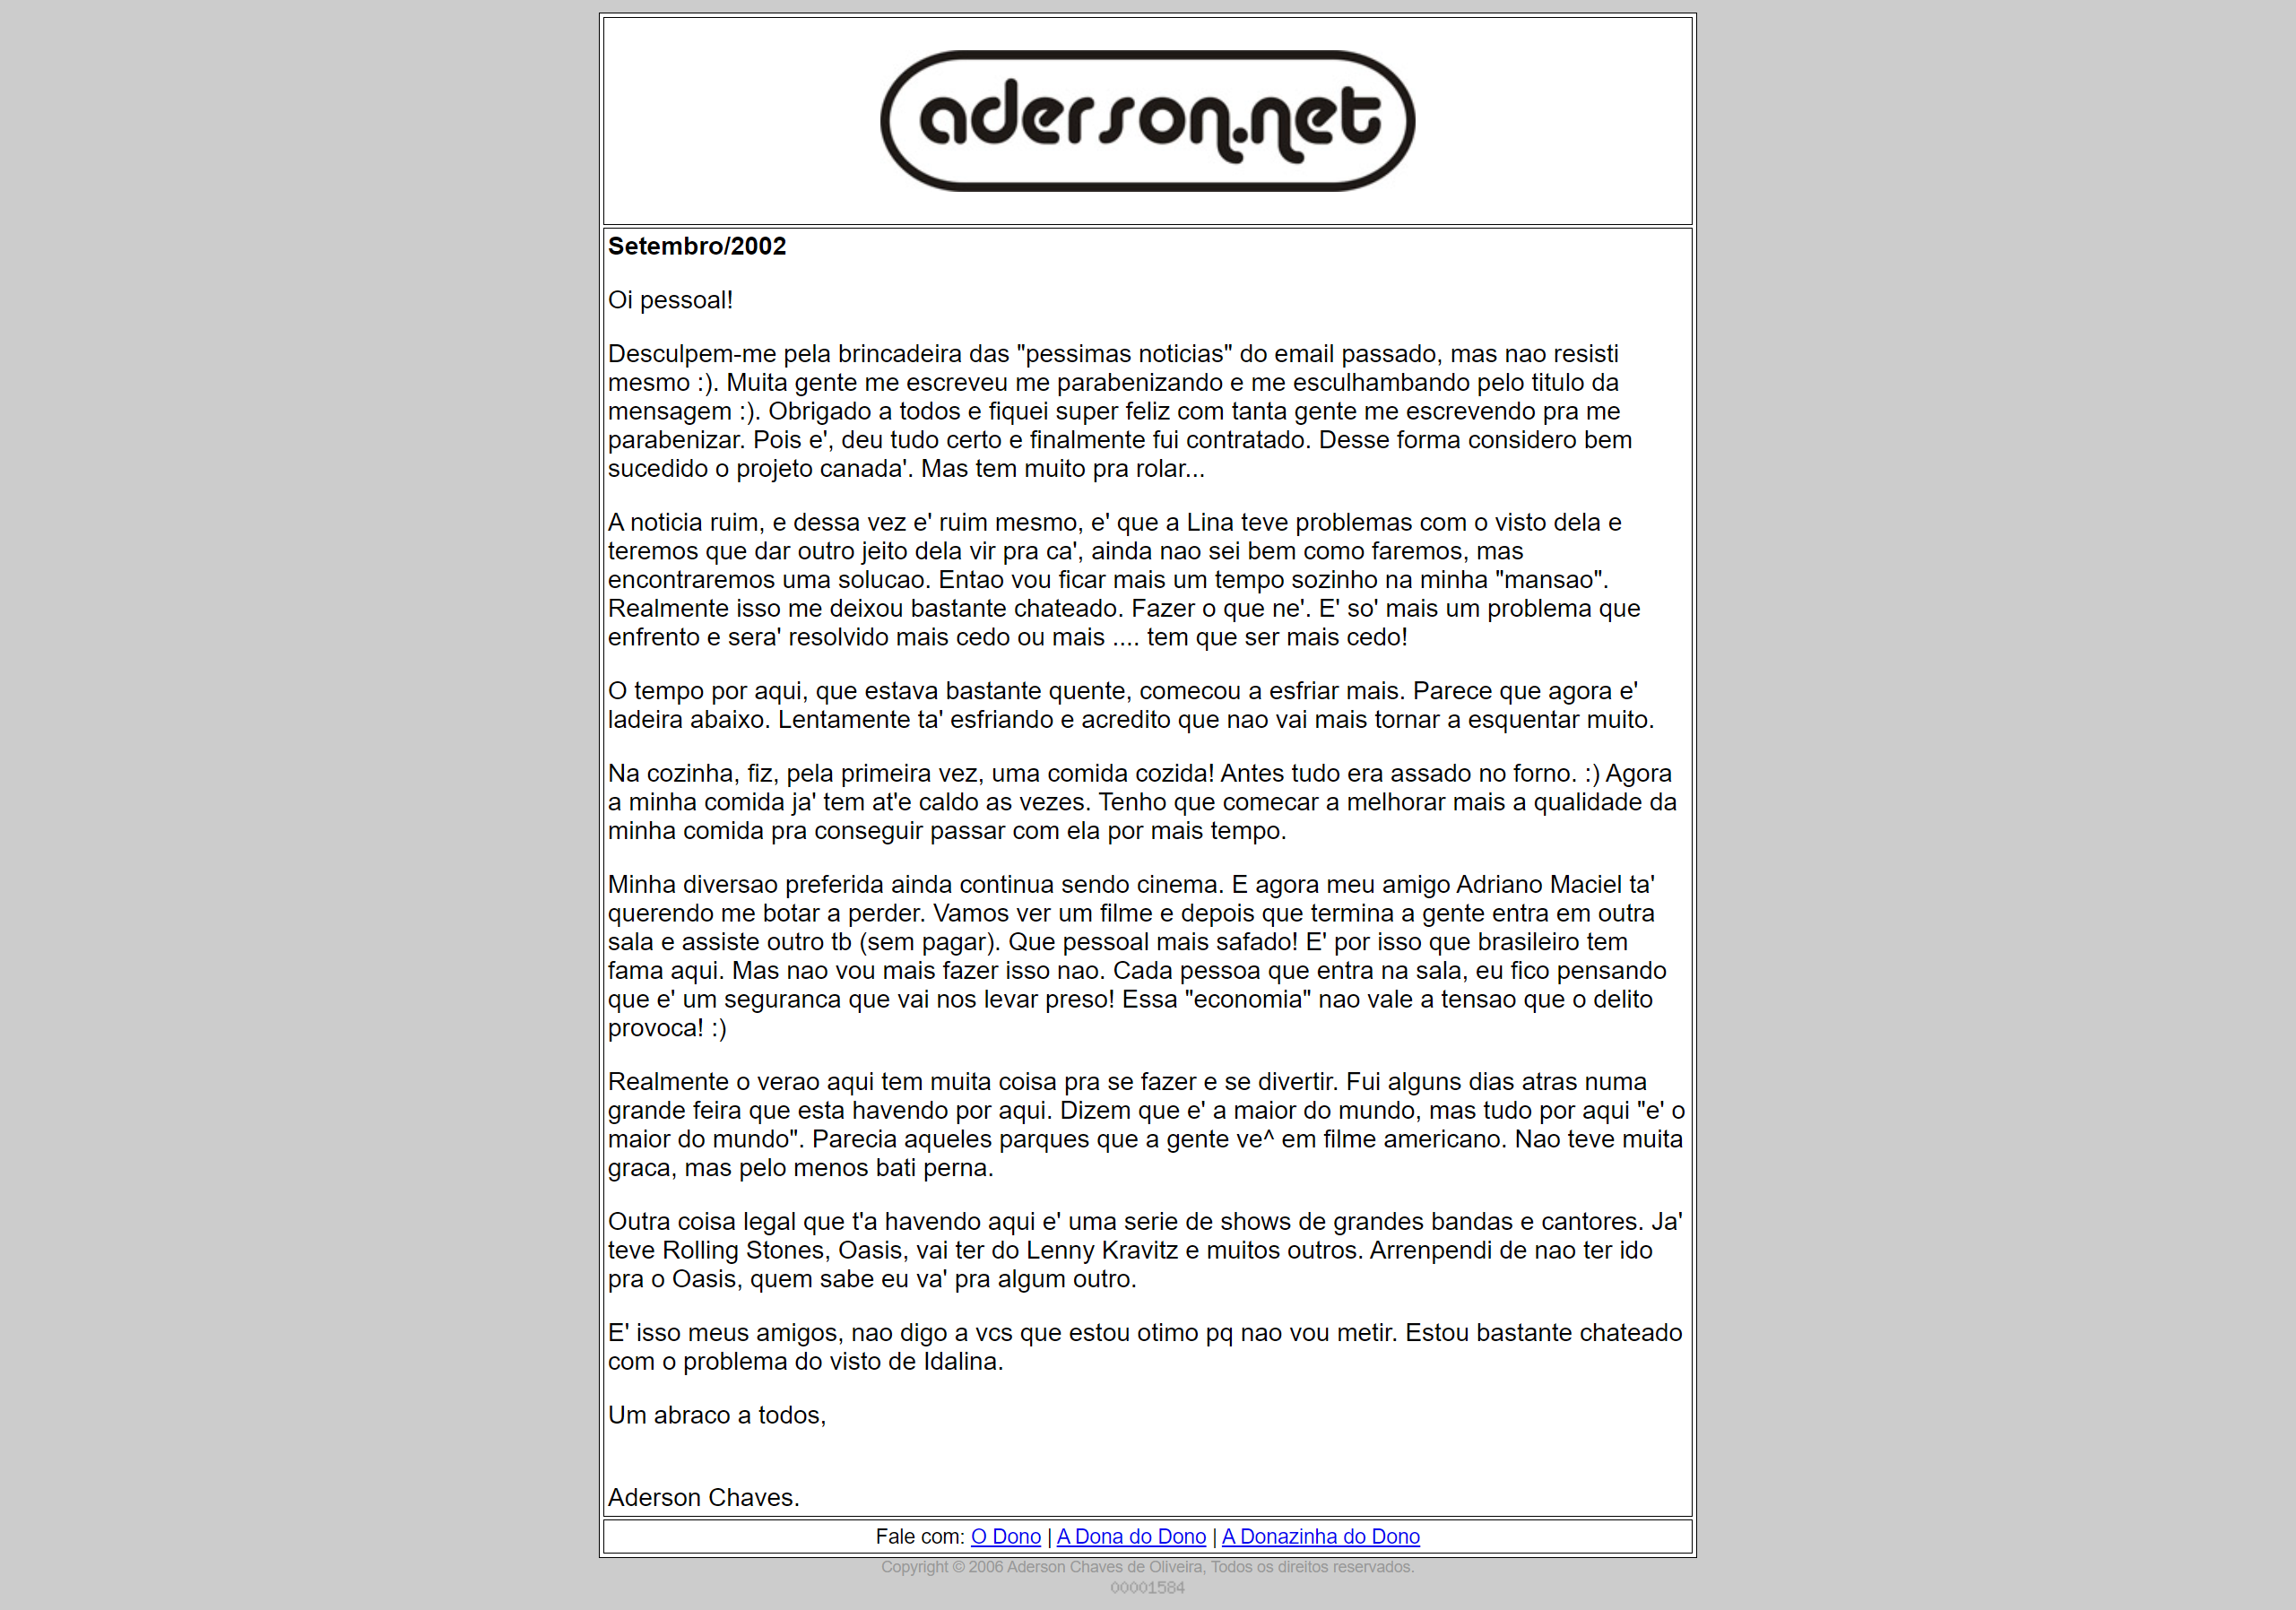 aderson.net
Setembro/2002
Oi pessoal!
Desculpem-me pela brincadeira das "pessimas noticias" do email passado, mas nao resisti
mesmo :). Muita gente me escreveu me parabenizando e me esculhambando pelo titulo da
mensagem :). Obrigado a todos e fiquei super feliz com tanta gente me escrevendo pra me
parabenizar. Pois e', deu tudo certo e finalmente fui contratado. Desse forma considero bem
sucedido o projeto canada'. Mas tem muito pra rolar...
A noticia ruim, e dessa vez e' ruim mesmo, e' que a Lina teve problemas com o visto dela e
teremos que dar outro jeito dela vir pra ca', ainda nao sei bem como faremos, mas
encontraremos uma solucao. Entao vou ficar mais um tempo sozinho na minha "mansao".
Realmente isso me deixou bastante chateado. Fazer o que ne'. E' so' mais um problema que
enfrento e sera' resolvido mais cedo ou mais .... tem que ser mais cedo!
O tempo por aqui, que estava bastante quente, comecou a esfriar mais. Parece que agora e'
ladeira abaixo. Lentamente ta' esfriando e acredito que nao vai mais tornar a esquentar muito.
Na cozinha, fiz, pela primeira vez, uma comida cozida! Antes tudo era assado no forno. :) Agora
a minha comida ja' tem at'e caldo as vezes. Tenho que comecar a melhorar mais a qualidade da
minha comida pra conseguir passar com ela por mais tempo.
Minha diversao preferida ainda continua sendo cinema. E agora meu amigo Adriano Maciel ta'
querendo me botar a perder. Vamos ver um filme e depois que termina a gente entra em outra
sala e assiste outro tb (sem pagar). Que pessoal mais safado! E' por isso que brasileiro tem
fama aqui. Mas nao vou mais fazer isso nao. Cada pessoa que entra na sala, eu fico pensando
que e' um seguranca que vai nos levar preso! Essa "economia" nao vale a tensao que o delito
provoca! :)
Realmente o verao aqui tem muita coisa pra se fazer e se divertir. Fui alguns dias atras numa
grande feira que esta havendo por aqui. Dizem que e' a maior do mundo, mas tudo por aqui "e' o
maior do mundo". Parecia aqueles parques que a gente ve^ em filme americano. Nao teve muita
graca, mas pelo menos bati perna.
Outra coisa legal que t'a havendo aqui e' uma serie de shows de grandes bandas e cantores. Ja'
teve Rolling Stones, Oasis, vai ter do Lenny Kravitz e muitos outros. Arrenpendi de nao ter ido
pra o Oasis, quem sabe eu va' pra algum outro.
E' isso meus amigos, nao digo a vcs que estou otimo pq nao vou metir. Estou bastante chateado
com o problema do visto de Idalina.
Um abraco a todos,
Aderson Chaves.
Fale com: O Dono | A Dona do Dono | A Donazinha do Dono
Copyright © 2006 Aderson Chaves de Oliveira, Todos os direitos reservados.
00001584